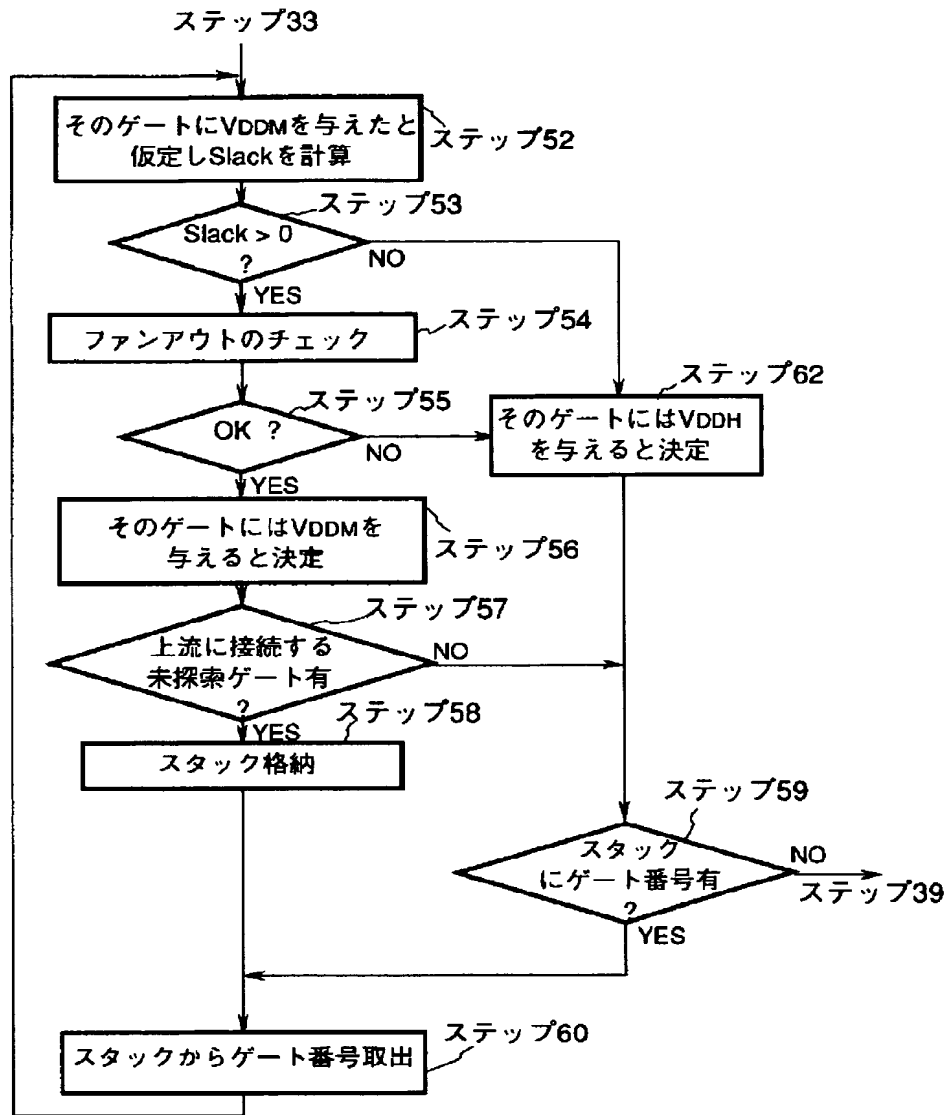 ステップ33
そのゲートにVDDMを与えたと
仮定しSlackを計算
ステップ52
ステップ53
Slack > 0
?
NO
YES
ファンアウトのチェック
ステップ54
ステップ55
OK ?
NO
YES
ステップ62
そのゲートにはVDDH
を与えると決定
そのゲートにはVDDMを
与えると決定
ステップ56
ステップ57
上流に接続する
未探索ゲート有
?
NO
YES
ステップ58
スタック格納
ステップ59
スタック
にゲート番号有
?
NO
ステップ39
YES
スタックからゲート番号取出
ステップ60